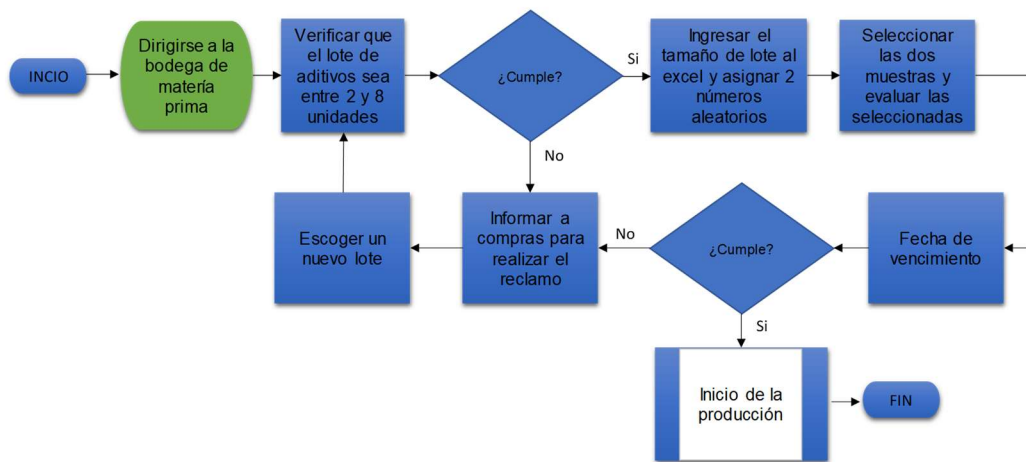 INCIO
Dirigirse a la
bodega de
matería
prima
Verificar que
el lote de
aditivos sea
entre 2 y 8
unidades
¿Cumple?
Si
No
Ingresar el
tamaño de lote al
excel y asignar 2
números
aleatorios
Seleccionar
las dos
muestras y
evaluar las
seleccionadas
Fecha de
vencimiento
¿Cumple?
No
Si
Informar a
compras para
realizar el
reclamo
Escoger un
nuevo lote
Inicio de la
producción
FIN